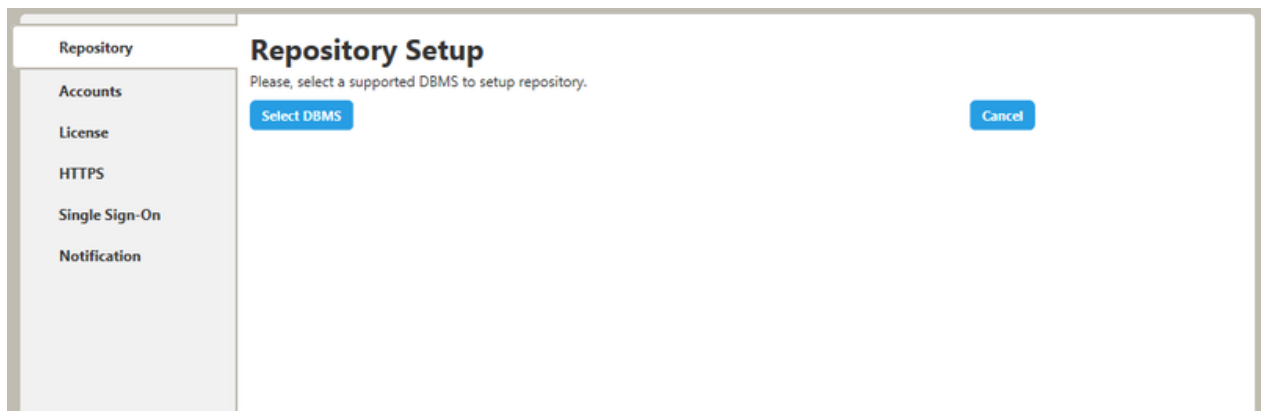 Repository
Accounts
License
HTTPS
Single Sign-On
Notification
Repository Setup
Please, select a supported DBMS to setup repository.
Select DBMS
Cancel